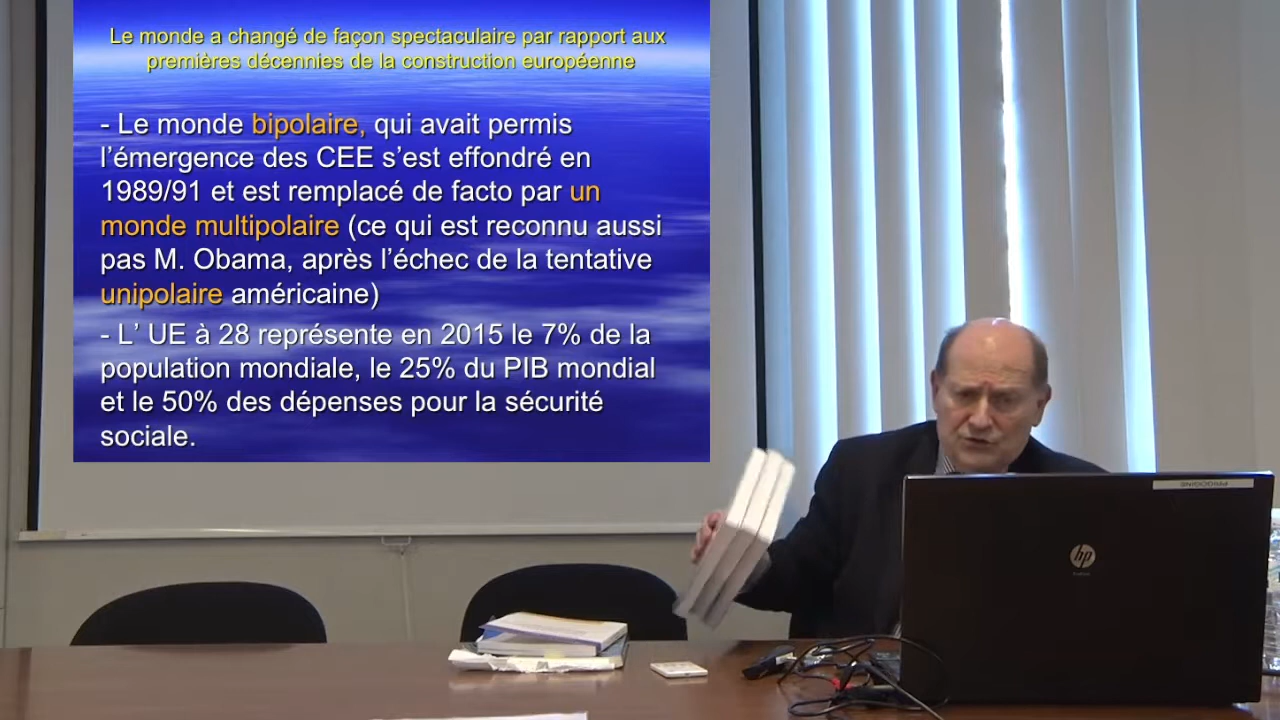 Le monde a changé de façon spectaculaire par rapport aux
premières décennies de la construction européenne
- Le monde bipolaire, qui avait permis
l’émergence des CEE s’est effondré en
1989/91 et est remplacé de facto par un
monde multipolaire (ce qui est reconnu aussi
pas M. Obama, après l’échec de la tentative
unipolaire américaine)
- L’ UE à 28 représente en 2015 le 7% de la
population mondiale, le 25% du PIB mondial
et le 50% des dépenses pour la sécurité
sociale.
PRIGOGINE
hp